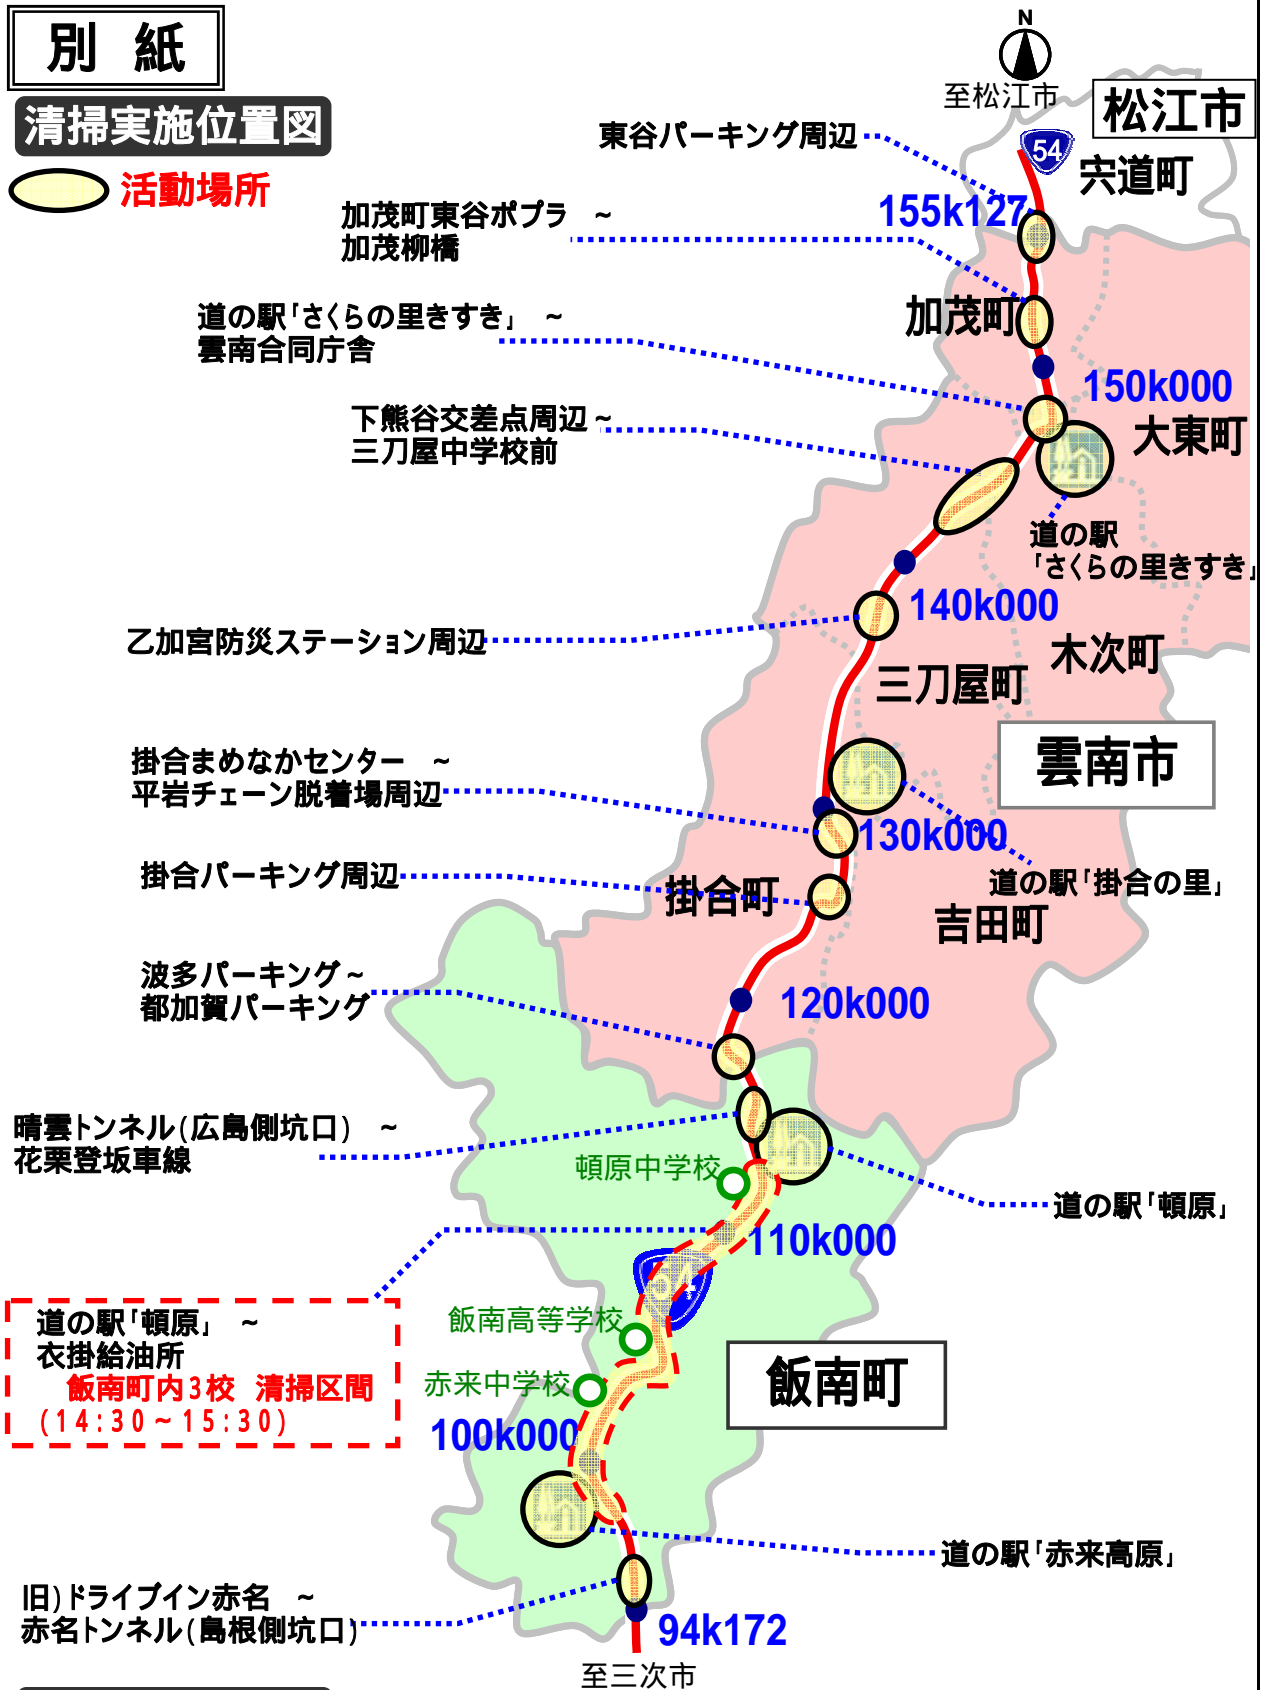 別 紙
清掃実施位置図
活動場所
N
至松江市
松江市
54
宍道町
東谷パーキング周辺
155k127
加茂町東谷ポプラ ~
加茂柳橋
加茂町
道の駅「さくらの里きすき」 ~
雲南合同庁舎
150k000
大東町
下熊谷交差点周辺~
三刀屋中学校前
道の駅
「さくらの里きすき」
140k000
乙加宮防災ステーション周辺
木次町
三刀屋町
雲南市
掛合まめなかセンター ~
平岩チェーン脱着場周辺
130k000
掛合パーキング周辺
掛合町
道の駅「掛合の里」
吉田町
波多パーキング~
都加賀パーキング
120k000
晴雲トンネル(広島側坑口) ~
花栗登坂車線
頓原中学校
道の駅「頓原」
110k000
54
道の駅「頓原」 ~
衣掛給油所
飯南町内3校 清掃区間
(14:30~15:30)
飯南高等学校
飯南町
赤来中学校
100k000
道の駅「赤来高原」
旧)ドライブイン赤名 ~
赤名トンネル(島根側坑口)
94k172
至三次市